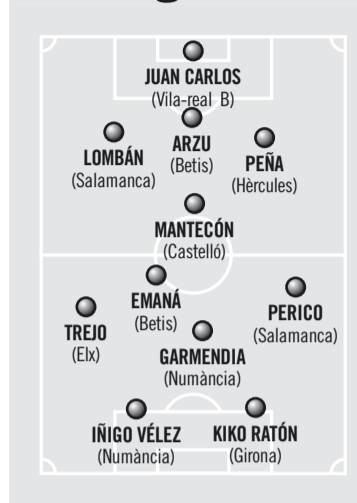 JUAN CARLOS
(Vila-real B)
ARZU
(Betis)
LOMBÁN
(Salamanca)
PEÑA
(Hèrcules)
MANTECÓN
(Castelló)
EMANÁ
(Betis)
PERICO
(Salamanca)
TREJO
(Elx)
GARMENDIA
(Numància)
IÑIGO VÉLEZ
(Numància)
KIKO RATÓN
(Girona)